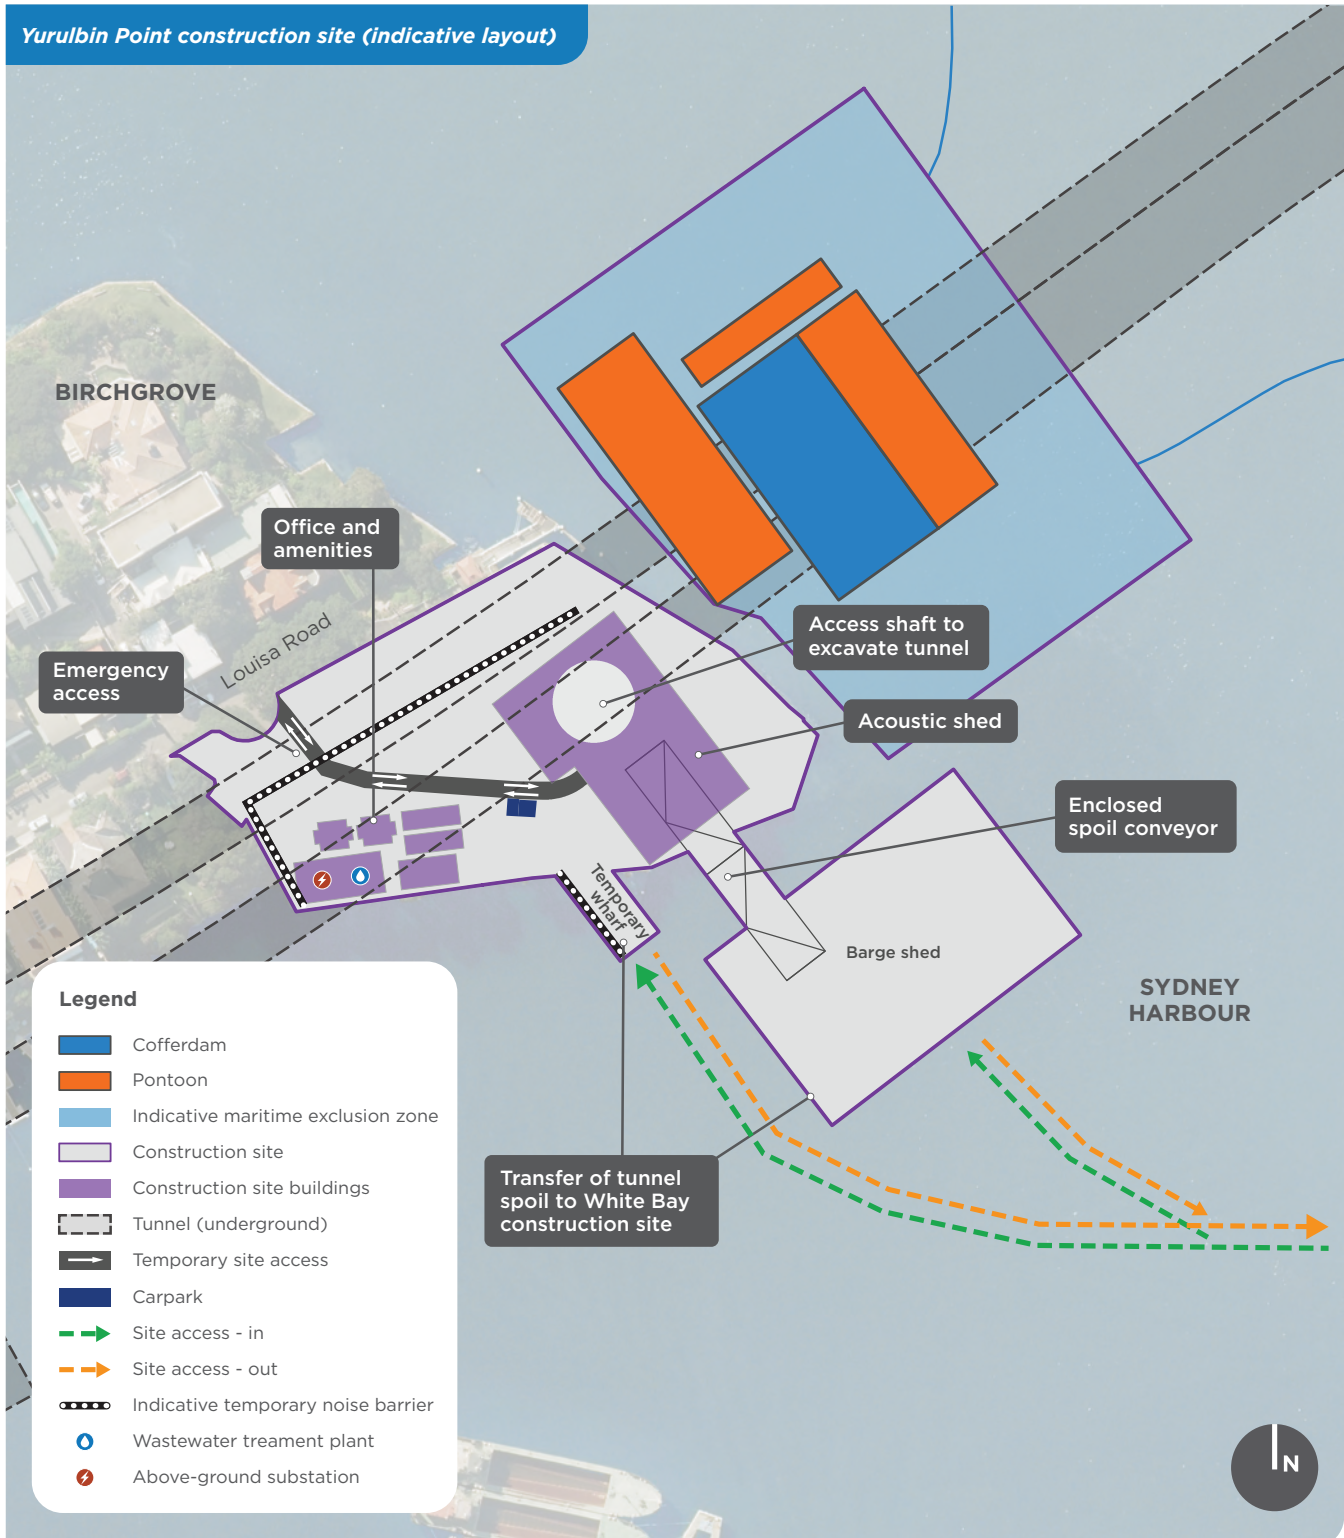 Yurulbin Point construction site (indicative layout)
BIRCHGROVE
Office and
amenities
Louisa Road
Emergency
access
Access shaft to
excavate tunnel
Acoustic shed
Enclosed
spoil conveyor
Temporary
wharf
Barge shed
SYDNEY
HARBOUR
Transfer of tunnel
spoil to White Bay
construction site
Legend
Cofferdam
Pontoon
Indicative maritime exclusion zone
Construction site
Construction site buildings
Tunnel (underground)
Temporary site access
Carpark
Site access - in
Site access - out
Indicative temporary noise barrier
Wastewater treament plant
Above-ground substation
N